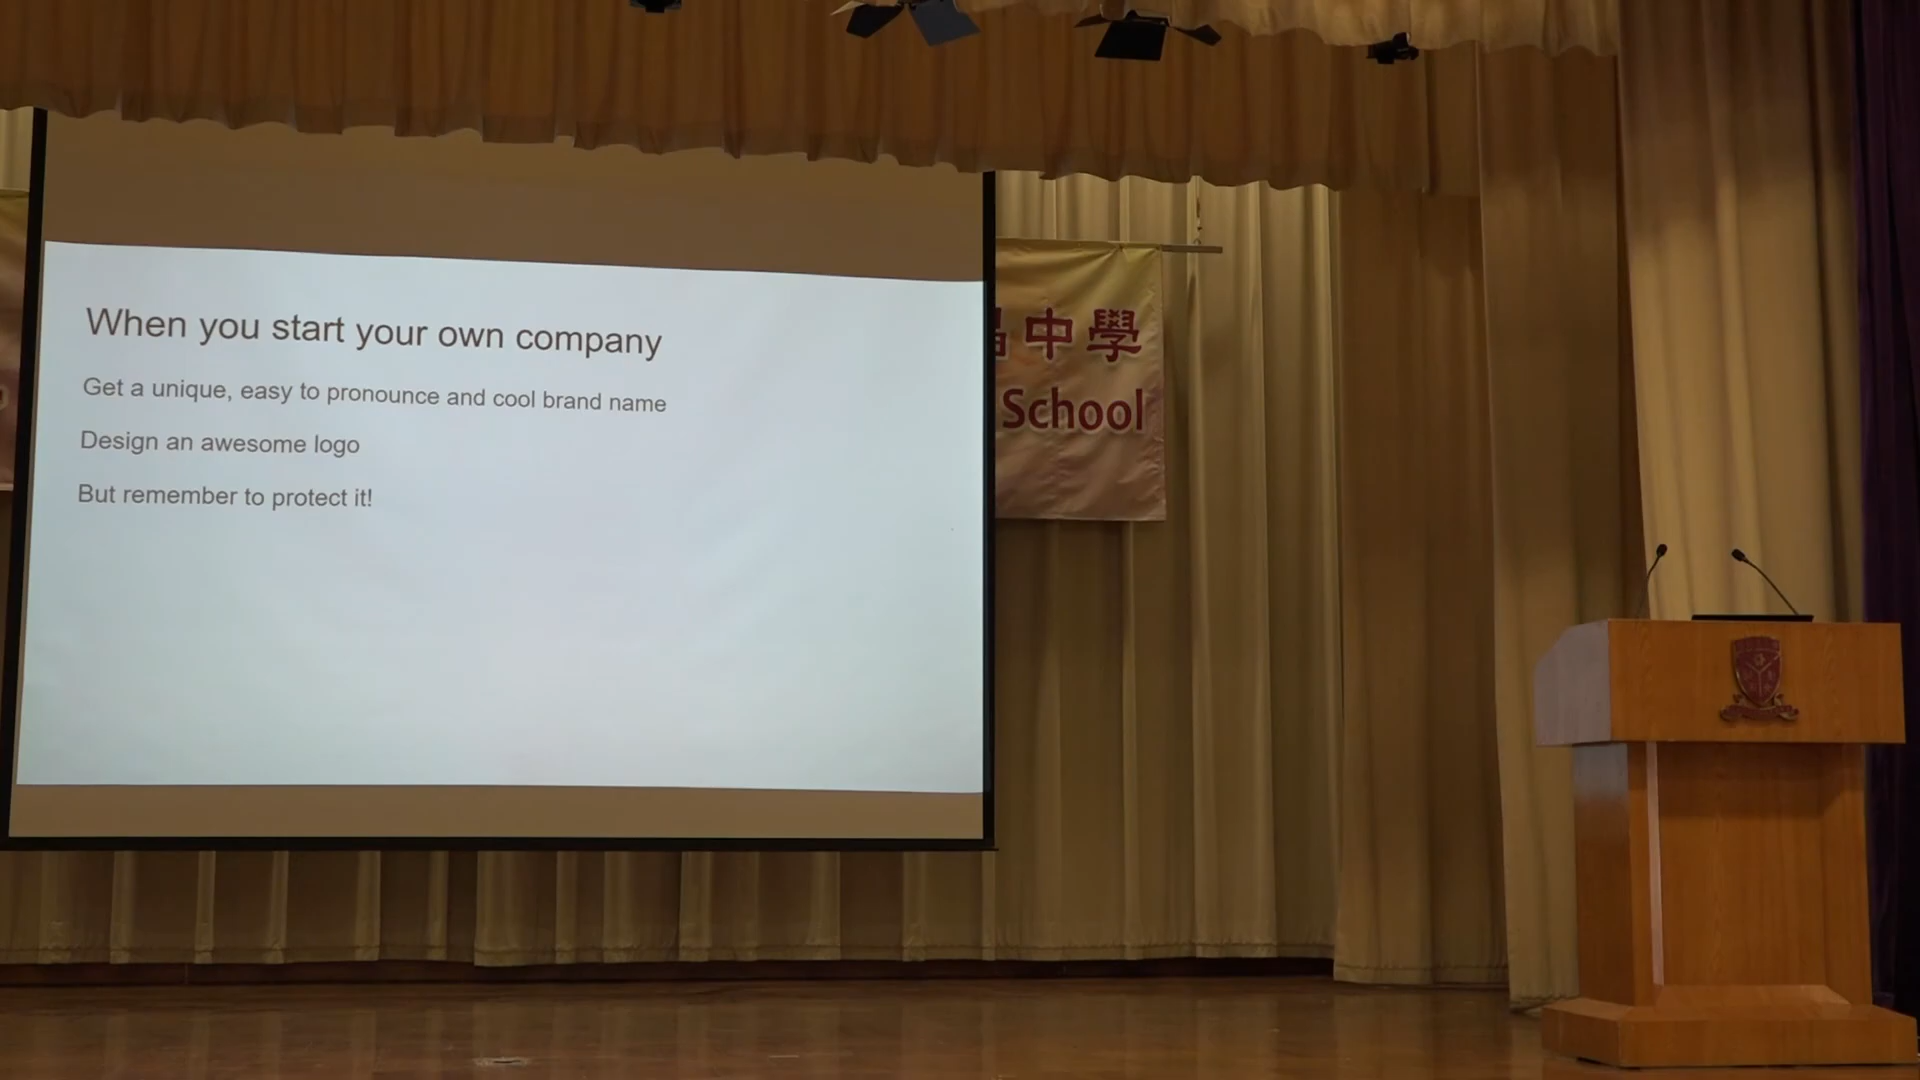 When you start your own company
Get a unique, easy to pronounce and cool brand name
Design an awesome logo
But remember to protect it!
中學
School